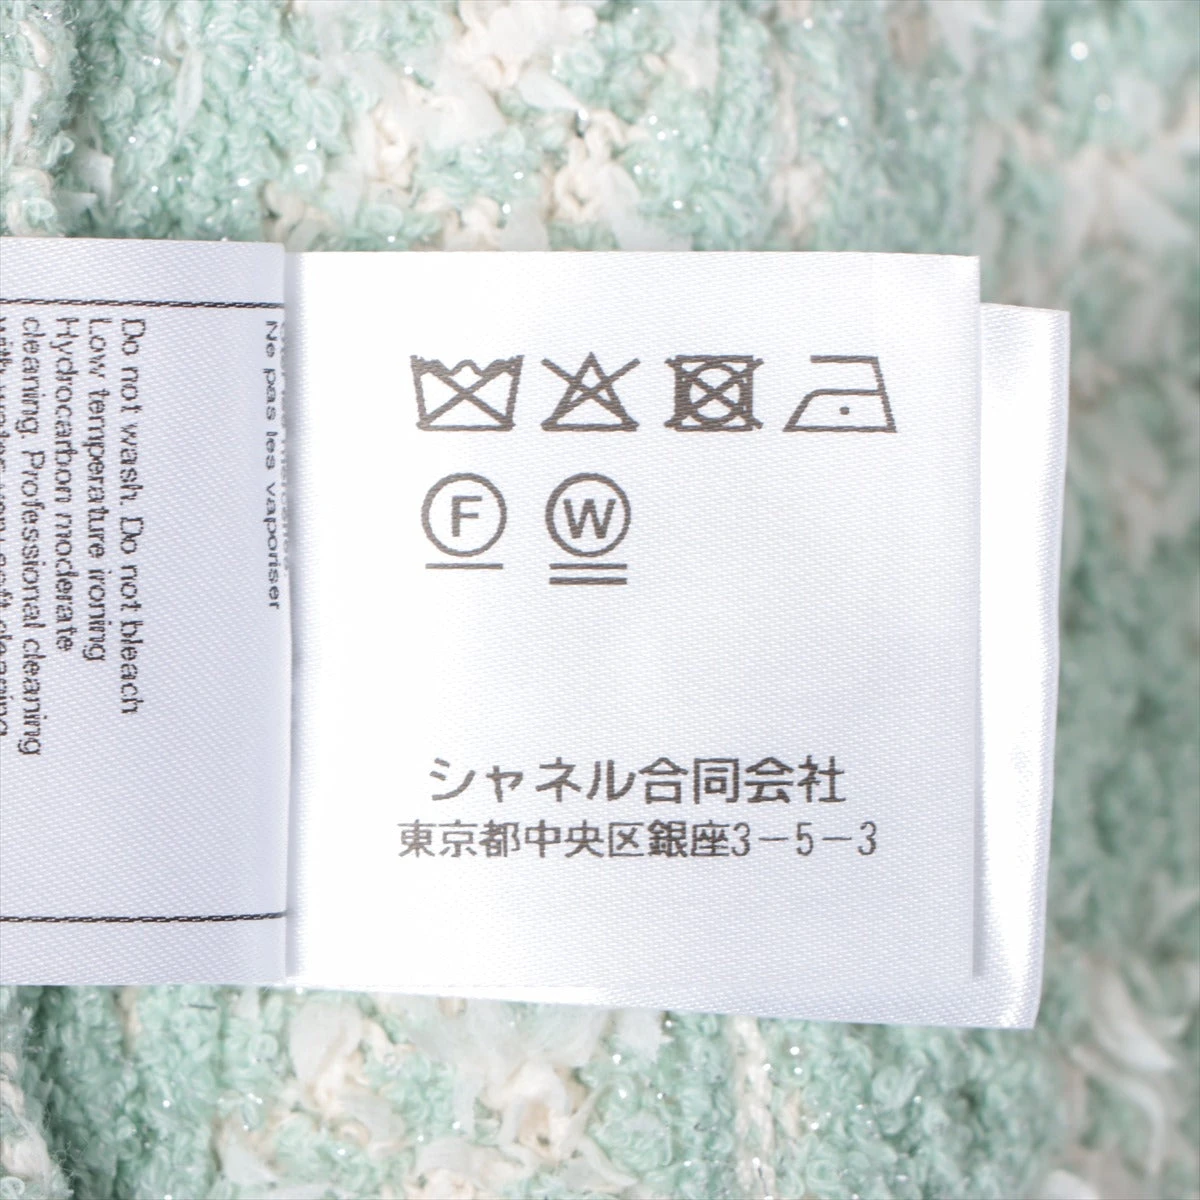 Ne pas les vaporiser
Do not wash. Do not bleach
Low temperature ironing
Hydrocarbon moderate
cleaning. Professional cleaning
F
W
シャネル合同会社
東京都中央区銀座3-5-3